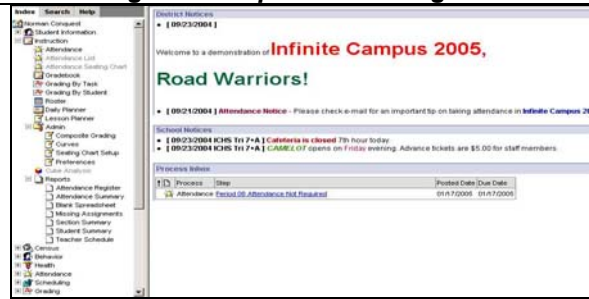 Index Search Help
Norman Conquest
Student Information
Instruction
Attendance
Attendance List
Attendance Seating Chart
Gradebook
Grading By Task
Grading By Student
Roster
Daily Planner
Lesson Planner
Admin
Composite Grading
Curves
Seating Chart Setup
Preferences
Cube Analysis
Reports
Attendance Register
Attendance Summary
Blank Spreadsheet
Missing Assignments
Section Summary
Student Summary
Teacher Schedule
Census
Behavior
Health
Attendance
Scheduling
Grading
District Notices
[ 09/23/2004 ]
Welcome to a demonstration of Infinite Campus 2005,
Road Warriors!
[ 09/21/2004 ] Attendance Notice - Please check e-mail for an important tip on taking attendance in Infinite Campus
School Notices
[ 09/23/2004 ICHS Tri 7+A ] Cafeteria is closed 7th hour today.
[ 09/23/2004 ICHS Tri 7+A ] CAMELOT opens on Friday evening. Advance tickets are $5.00 for staff members.
Process Inbox
Process Step Posted Date Due Date
Attendance Period 08 Attendance Not Required 01/17/2005 01/17/2005